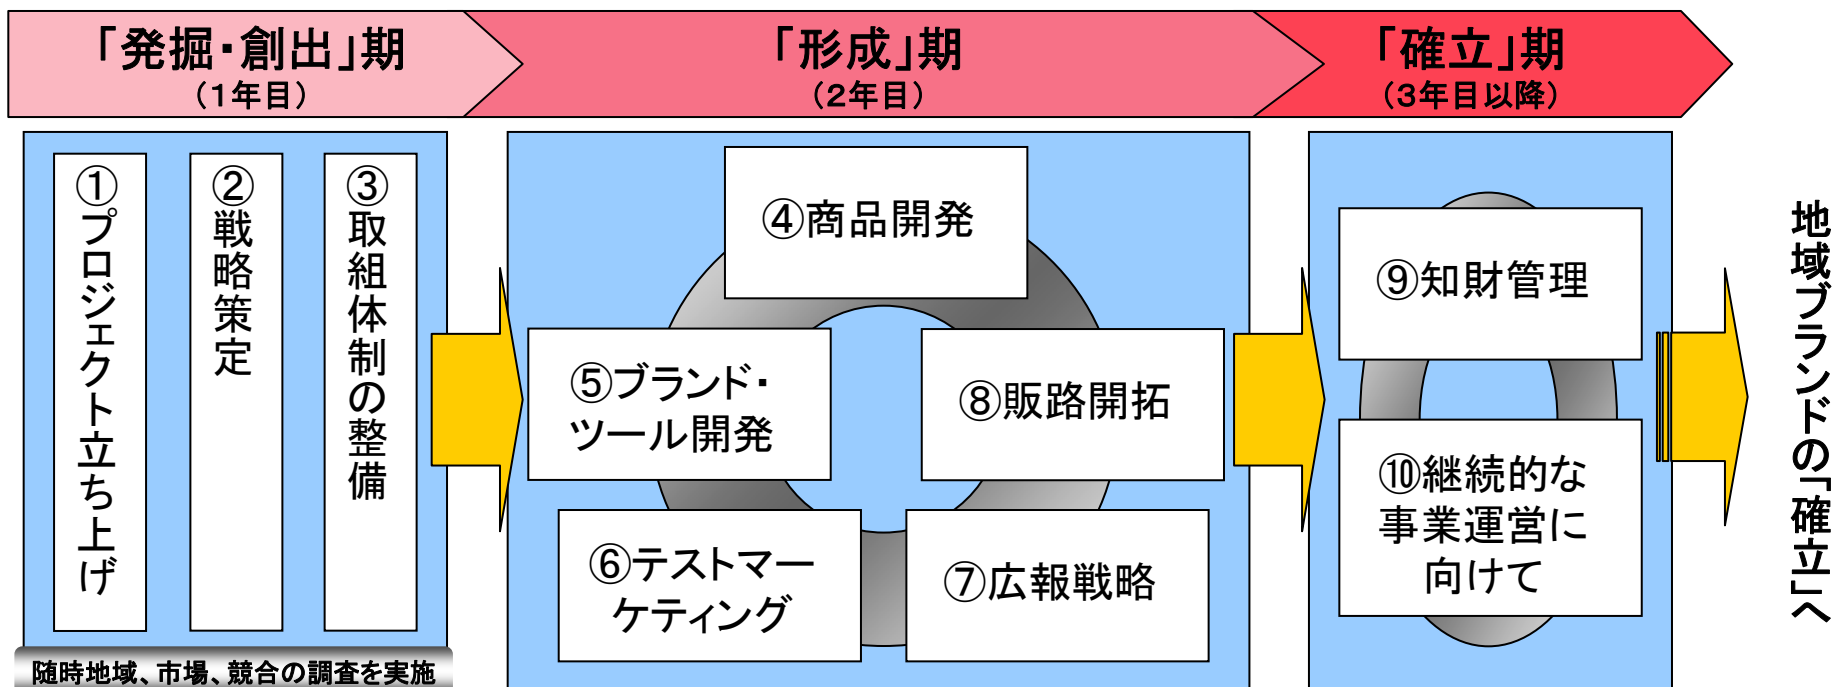 「発掘・創出」期
（1年目）
「形成」期
（2年目）
「確立」期
（3年目以降）
①プロジェクト立ち上げ
②戦略策定
③取組体制の整備
随時地域、市場、競合の調査を実施
④商品開発
⑤ブランド・
ツール開発
⑥テストマー
ケティング
⑦広報戦略
⑧販路開拓
⑨知財管理
⑩継続的な
事業運営に
向けて
地域ブランドの「確立」へ